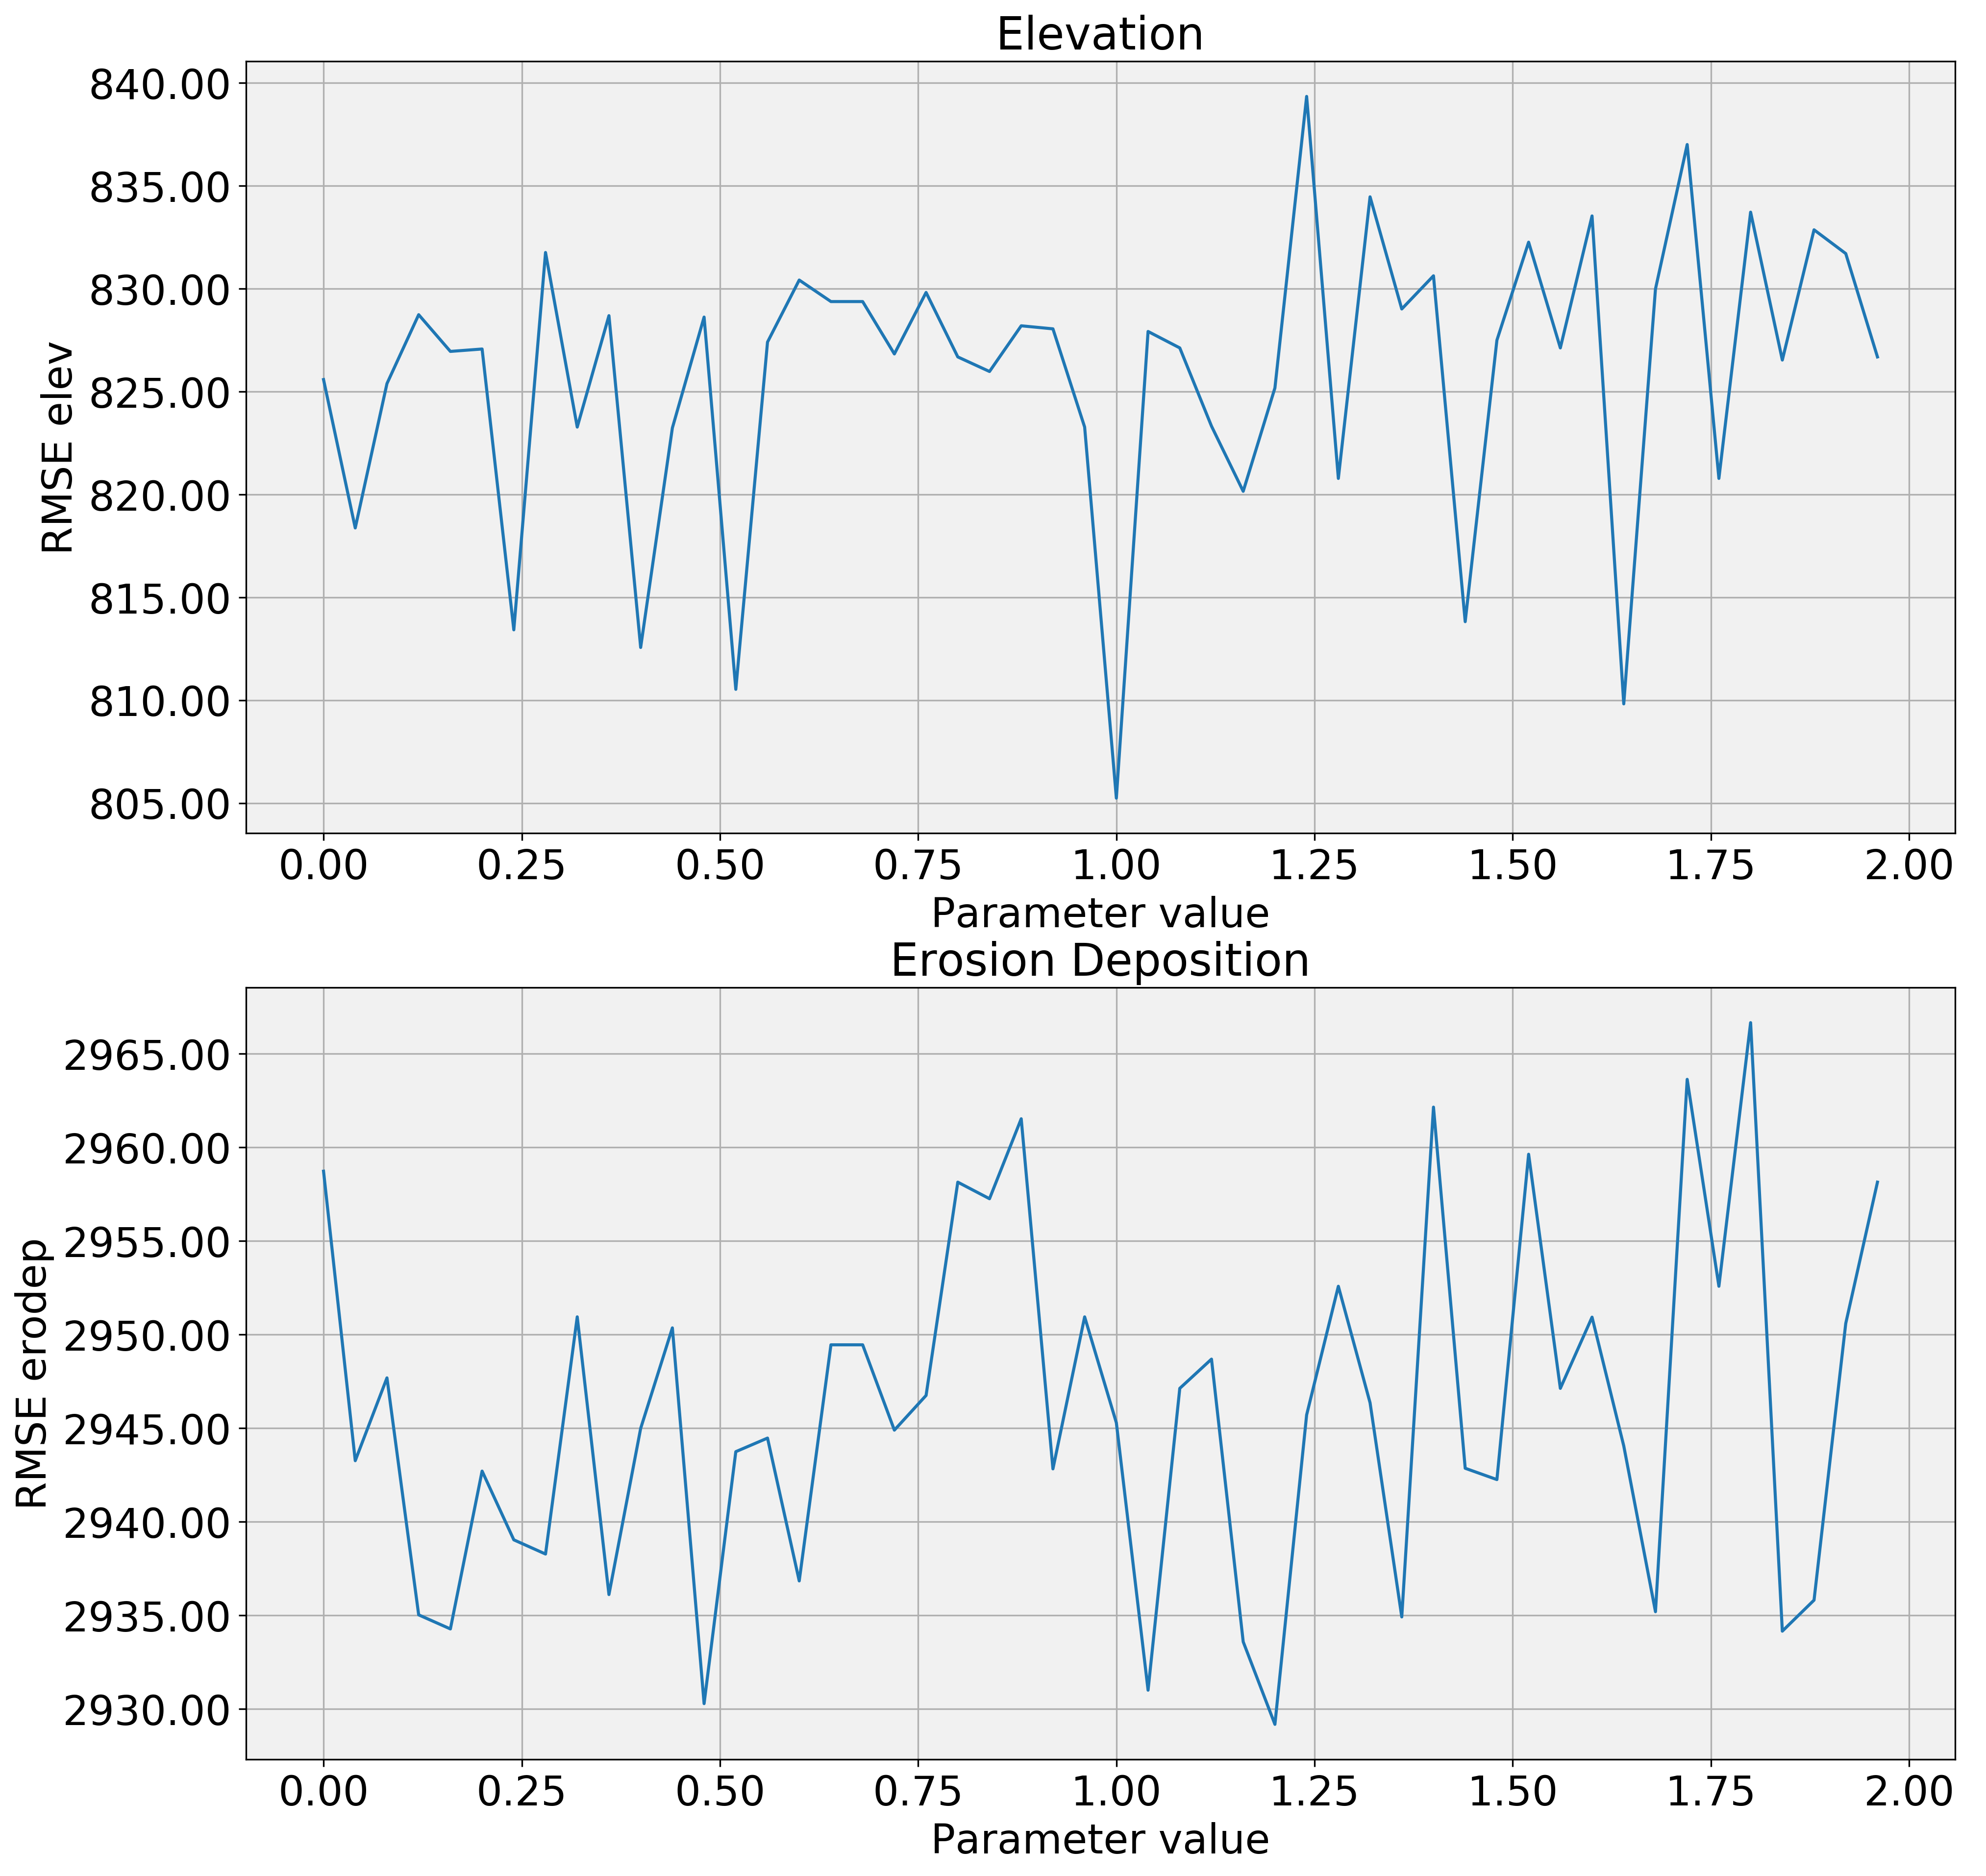 Elevation
840.00
835.00
830.00
825.00
820.00
815.00
810.00
805.00
RMSE elev
0.00 0.25 0.50 0.75 1.00 1.25 1.50 1.75 2.00
Parameter value
Erosion Deposition
2965.00
2960.00
2955.00
2950.00
2945.00
2940.00
2935.00
2930.00
RMSE erodep
0.00 0.25 0.50 0.75 1.00 1.25 1.50 1.75 2.00
Parameter value